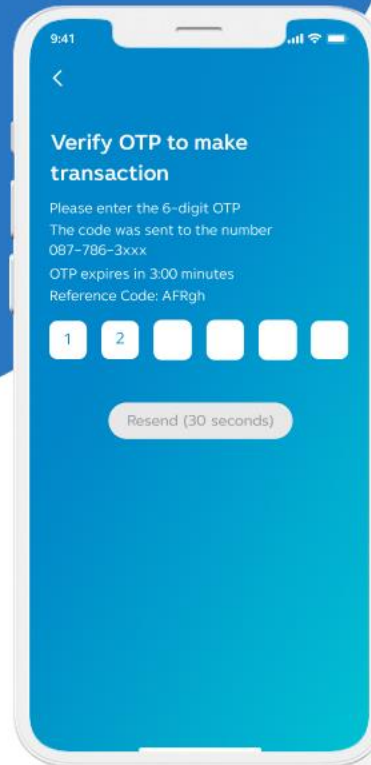 9:41
Verify OTP to make
transaction
Please enter the 6-digit OTP
The code was sent to the number
087-786-3xxx
OTP expires in 3:00 minutes
Reference Code: AFRgh
1 2
Resend (30 seconds)